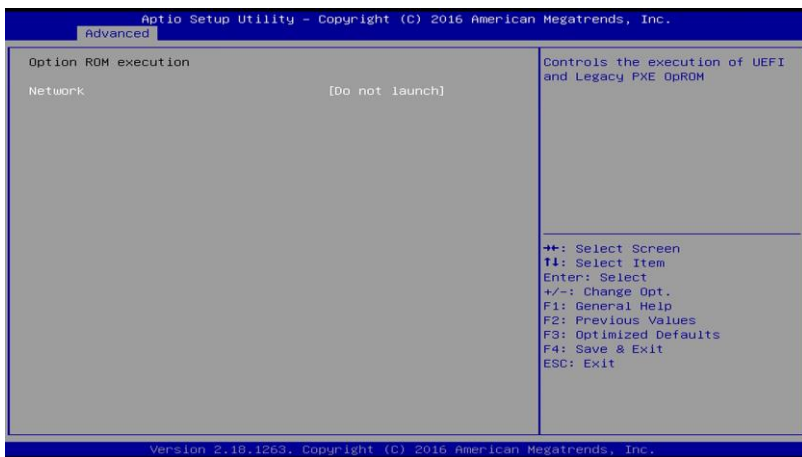 Aptio Setup Utility – Copyright (C) 2016 American Megatrends, Inc.
Advanced
Option ROM execution
Network [Do not launch]
Controls the execution of UEFI
and Legacy PXE OpROM
→←: Select Screen
↑↓: Select Item
Enter: Select
+/-: Change Opt.
F1: General Help
F2: Previous Values
F3: Optimized Defaults
F4: Save & Exit
ESC: Exit
Version 2.18.1263. Copyright (C) 2016 American Megatrends, Inc.